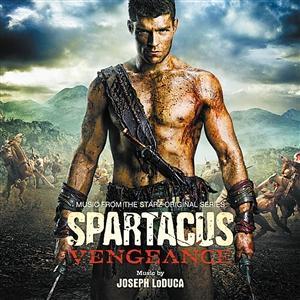 MUSIC FROM THE STARZ ORIGINAL SERIES
SPARTACUS
VENGEANCE
Music by
JOSEPH LoDUCA